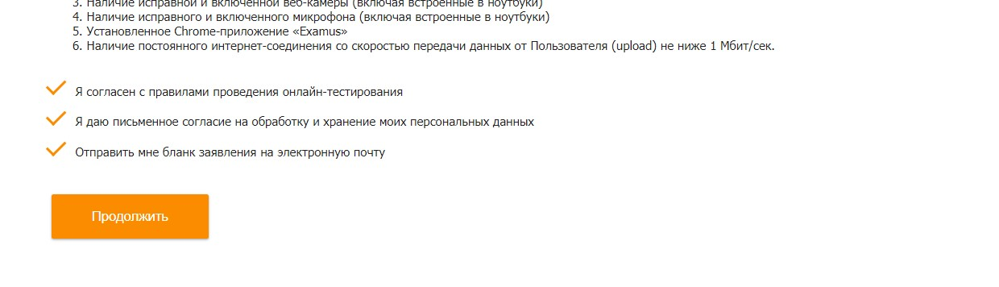 3. Наличие исправной и включенной веб-камеры (включая встроенные в ноутбуки)
4. Наличие исправного и включенного микрофона (включая встроенные в ноутбуки)
5. Установленное Chrome-приложение «Examus»
6. Наличие постоянного интернет-соединения со скоростью передачи данных от Пользователя (upload) не ниже 1 Мбит/сек.
Я согласен с правилами проведения онлайн-тестирования
Я даю письменное согласие на обработку и хранение моих персональных данных
Отправить мне бланк заявления на электронную почту
Продолжить